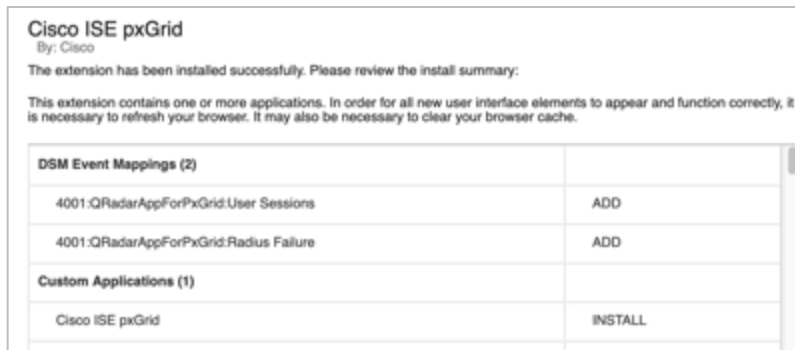 Cisco ISE pxGrid
By: Cisco
The extension has been installed successfully. Please review the install summary:
This extension contains one or more applications. In order for all new user interface elements to appear and function correctly, it
is necessary to refresh your browser. It may also be necessary to clear your browser cache.
DSM Event Mappings (2)
4001:QRadarAppForPxGrid:User Sessions ADD
4001:QRadarAppForPxGrid:Radius Failure ADD
Custom Applications (1)
Cisco ISE pxGrid INSTALL